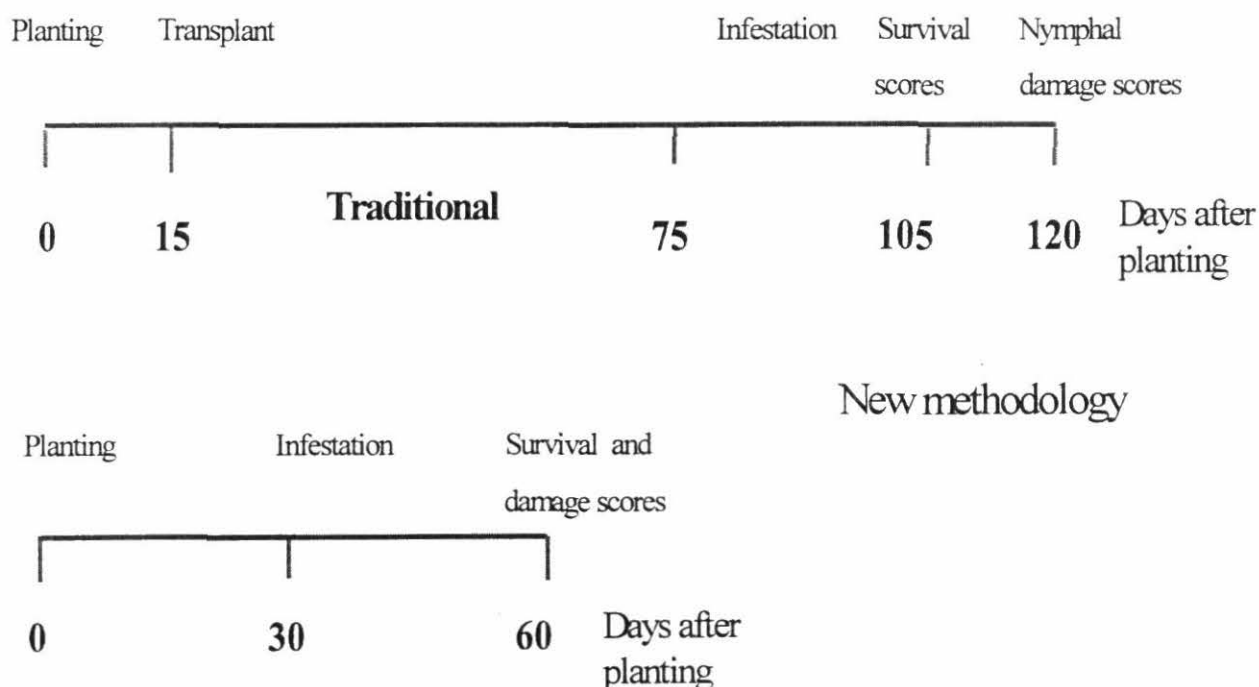 Planting Transplant Infestation Survival Nymphal
scores damage scores
Traditional
0 15 75 105 120 Days after
planting
New methodology
Planting Infestation Survival and
damage scores
0 30 60 Days after
planting